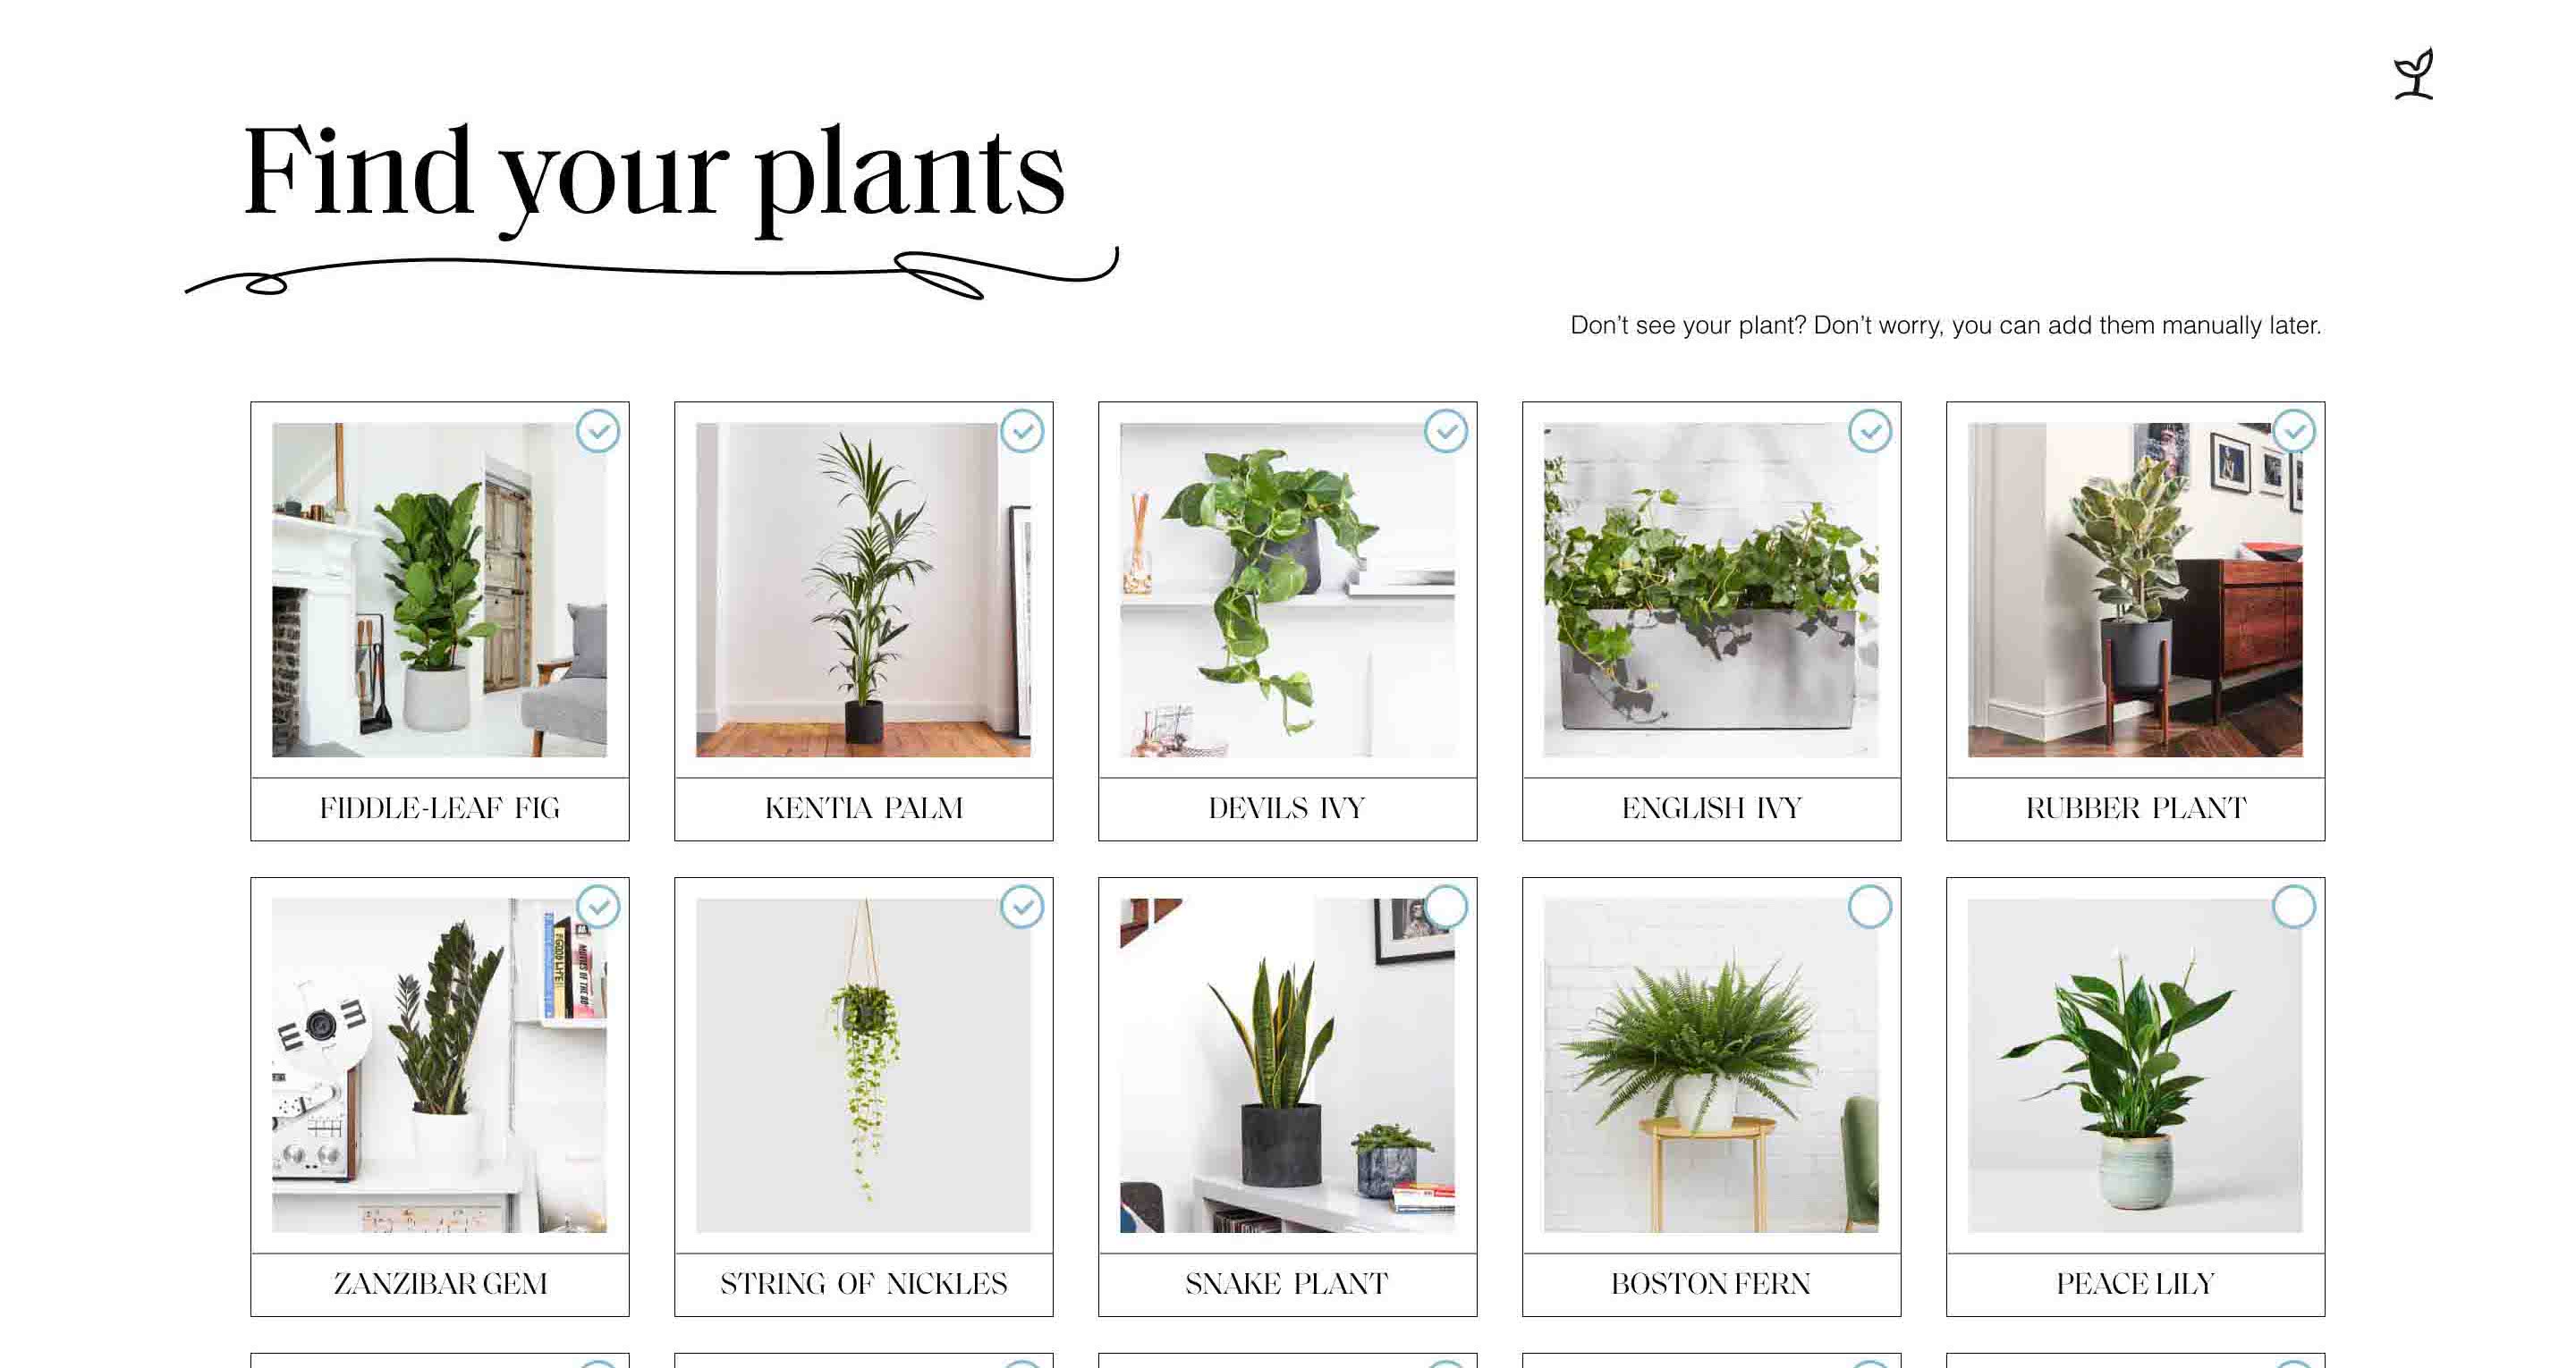 Find your plants
Don't see your plant? Don't worry, you can add them manually later.
FIDDLE-LEAF FIG
KENTIA PALM
DEVILS IVY
ENGLISH IVY
RUBBER PLANT
ZANZIBAR GEM
STRING OF NICKLES
SNAKE PLANT
BOSTON FERN
PEACE LILY